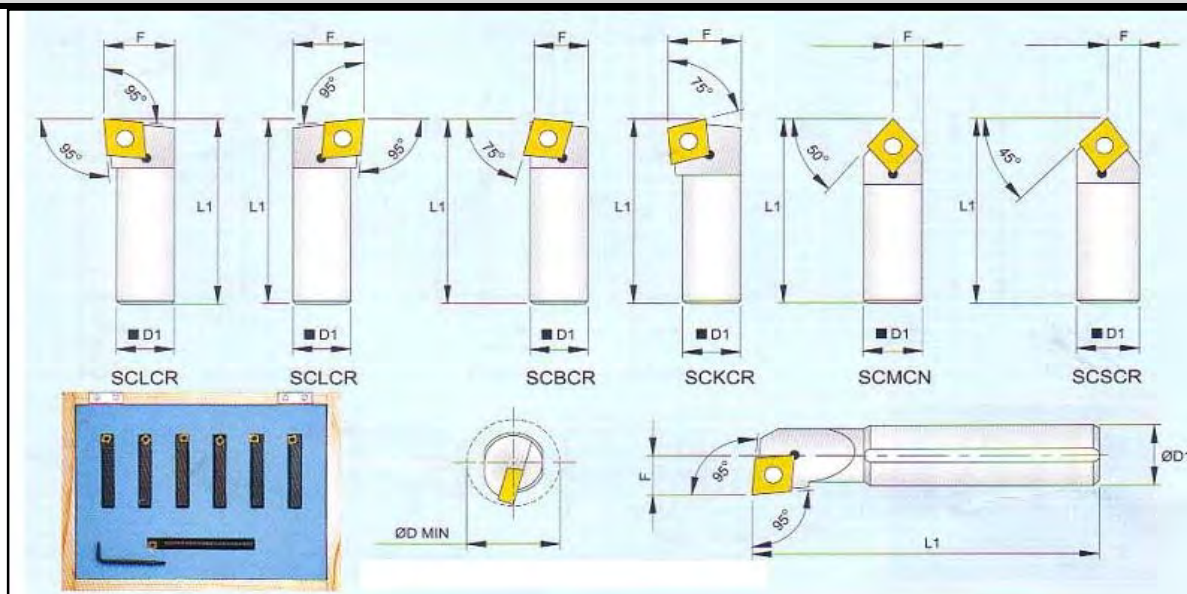 F F F F F F
95° 95° 75°
95° 95° 75° 50° 45°
L1 L1 L1 L1 L1 L1
■ D1 ■ D1 ■ D1 ■ D1 ■ D1 ■ D1
SCLCR SCLCR SCBCR SCKCR SCMCN SCSCR
F 95° ØD1
ØD MIN 95° L1